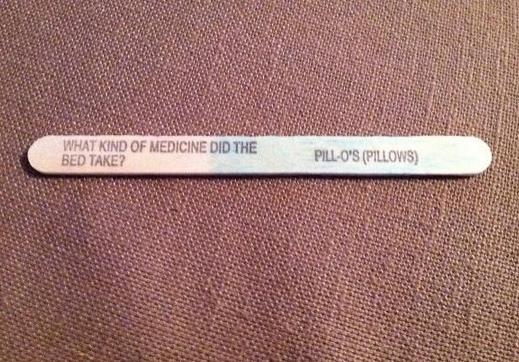 WHAT KIND OF MEDICINE DID THE
BED TAKE?
PILL-O'S (PILLOWS)